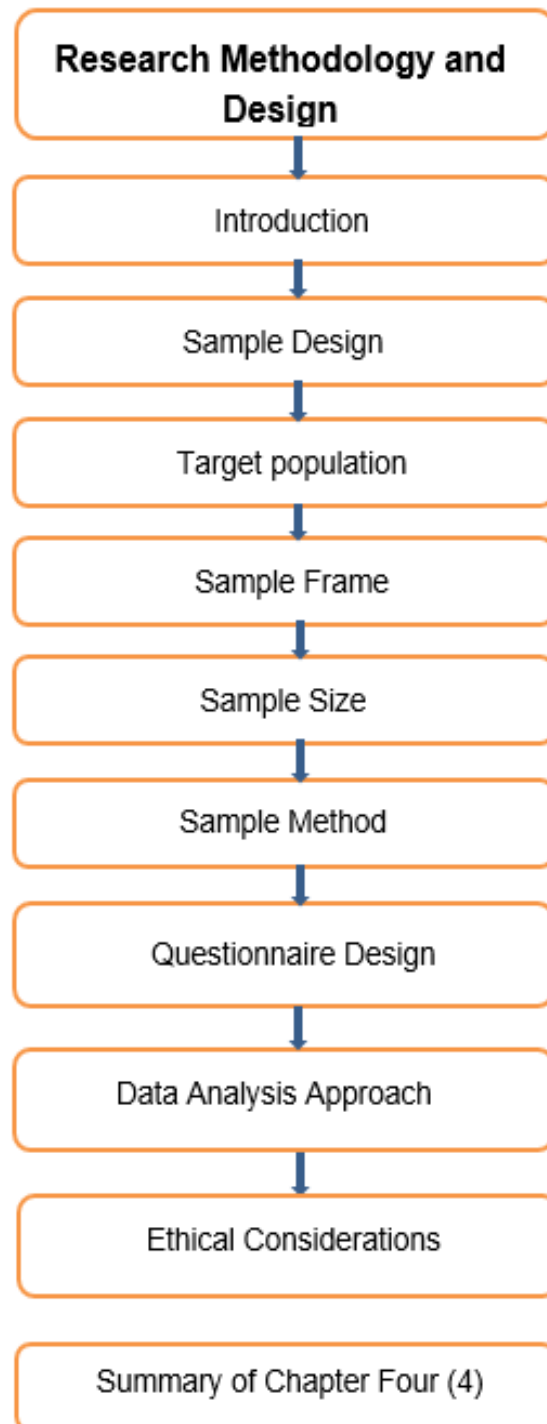 Research Methodology and
Design
Introduction
Sample Design
Target population
Sample Frame
Sample Size
Sample Method
Questionnaire Design
Data Analysis Approach
Ethical Considerations
Summary of Chapter Four (4)